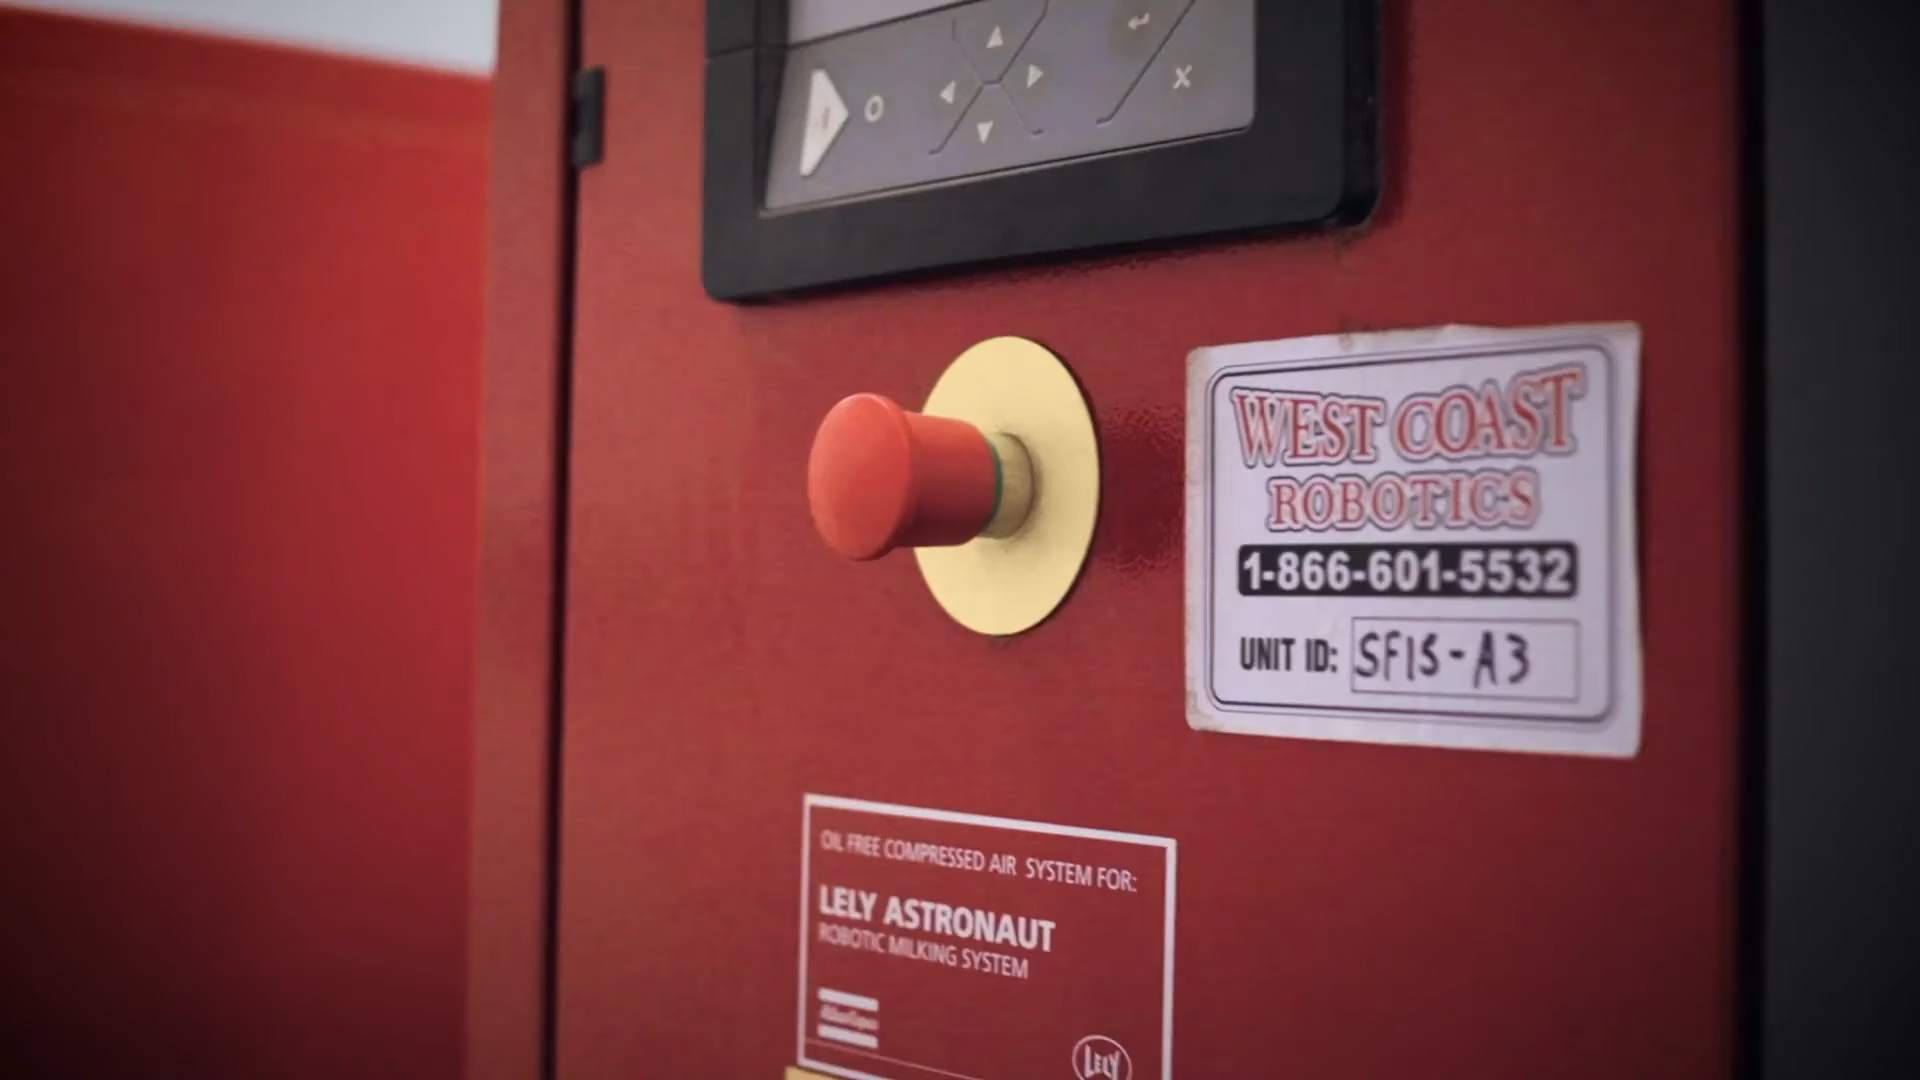 WEST COAST
ROBOTICS
1-866-601-5532
UNIT ID: SF15-A3
OIL FREE COMPRESSED AIR SYSTEM FOR:
LELY ASTRONAUT
ROBOTIC MILKING SYSTEM
LELY